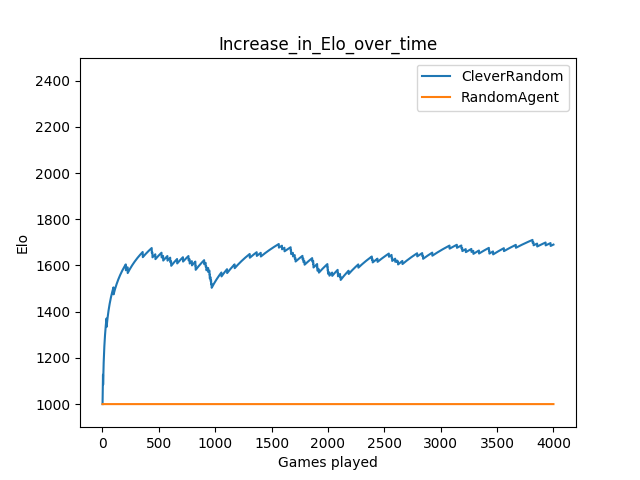 Increase_in_Elo_over_time
CleverRandom
RandomAgent
2400
2200
2000
1800
1600
1400
1200
1000
Elo
0 500 1000 1500 2000 2500 3000 3500 4000
Games played